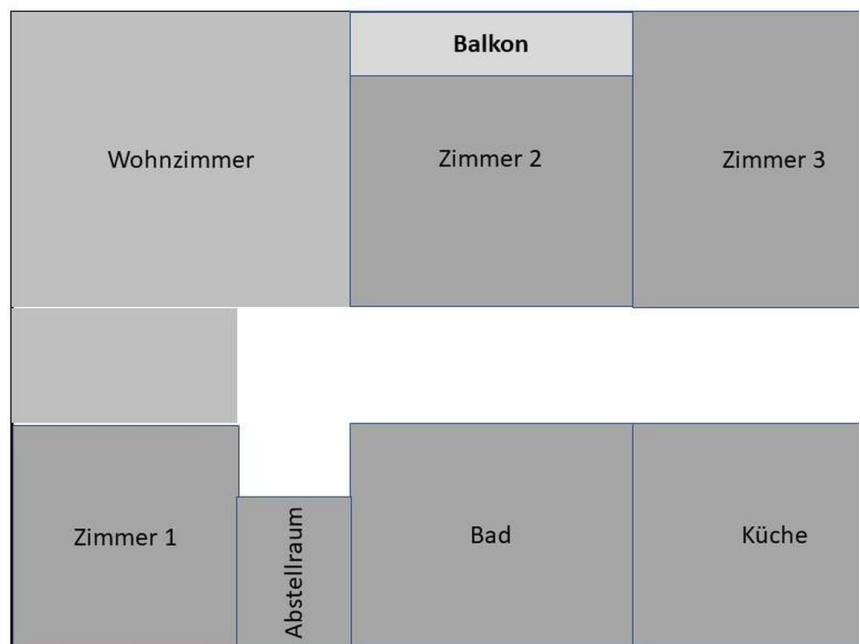 Balkon
Wohnzimmer
Zimmer 2
Zimmer 3
Zimmer 1
Abstellraum
Bad
Küche